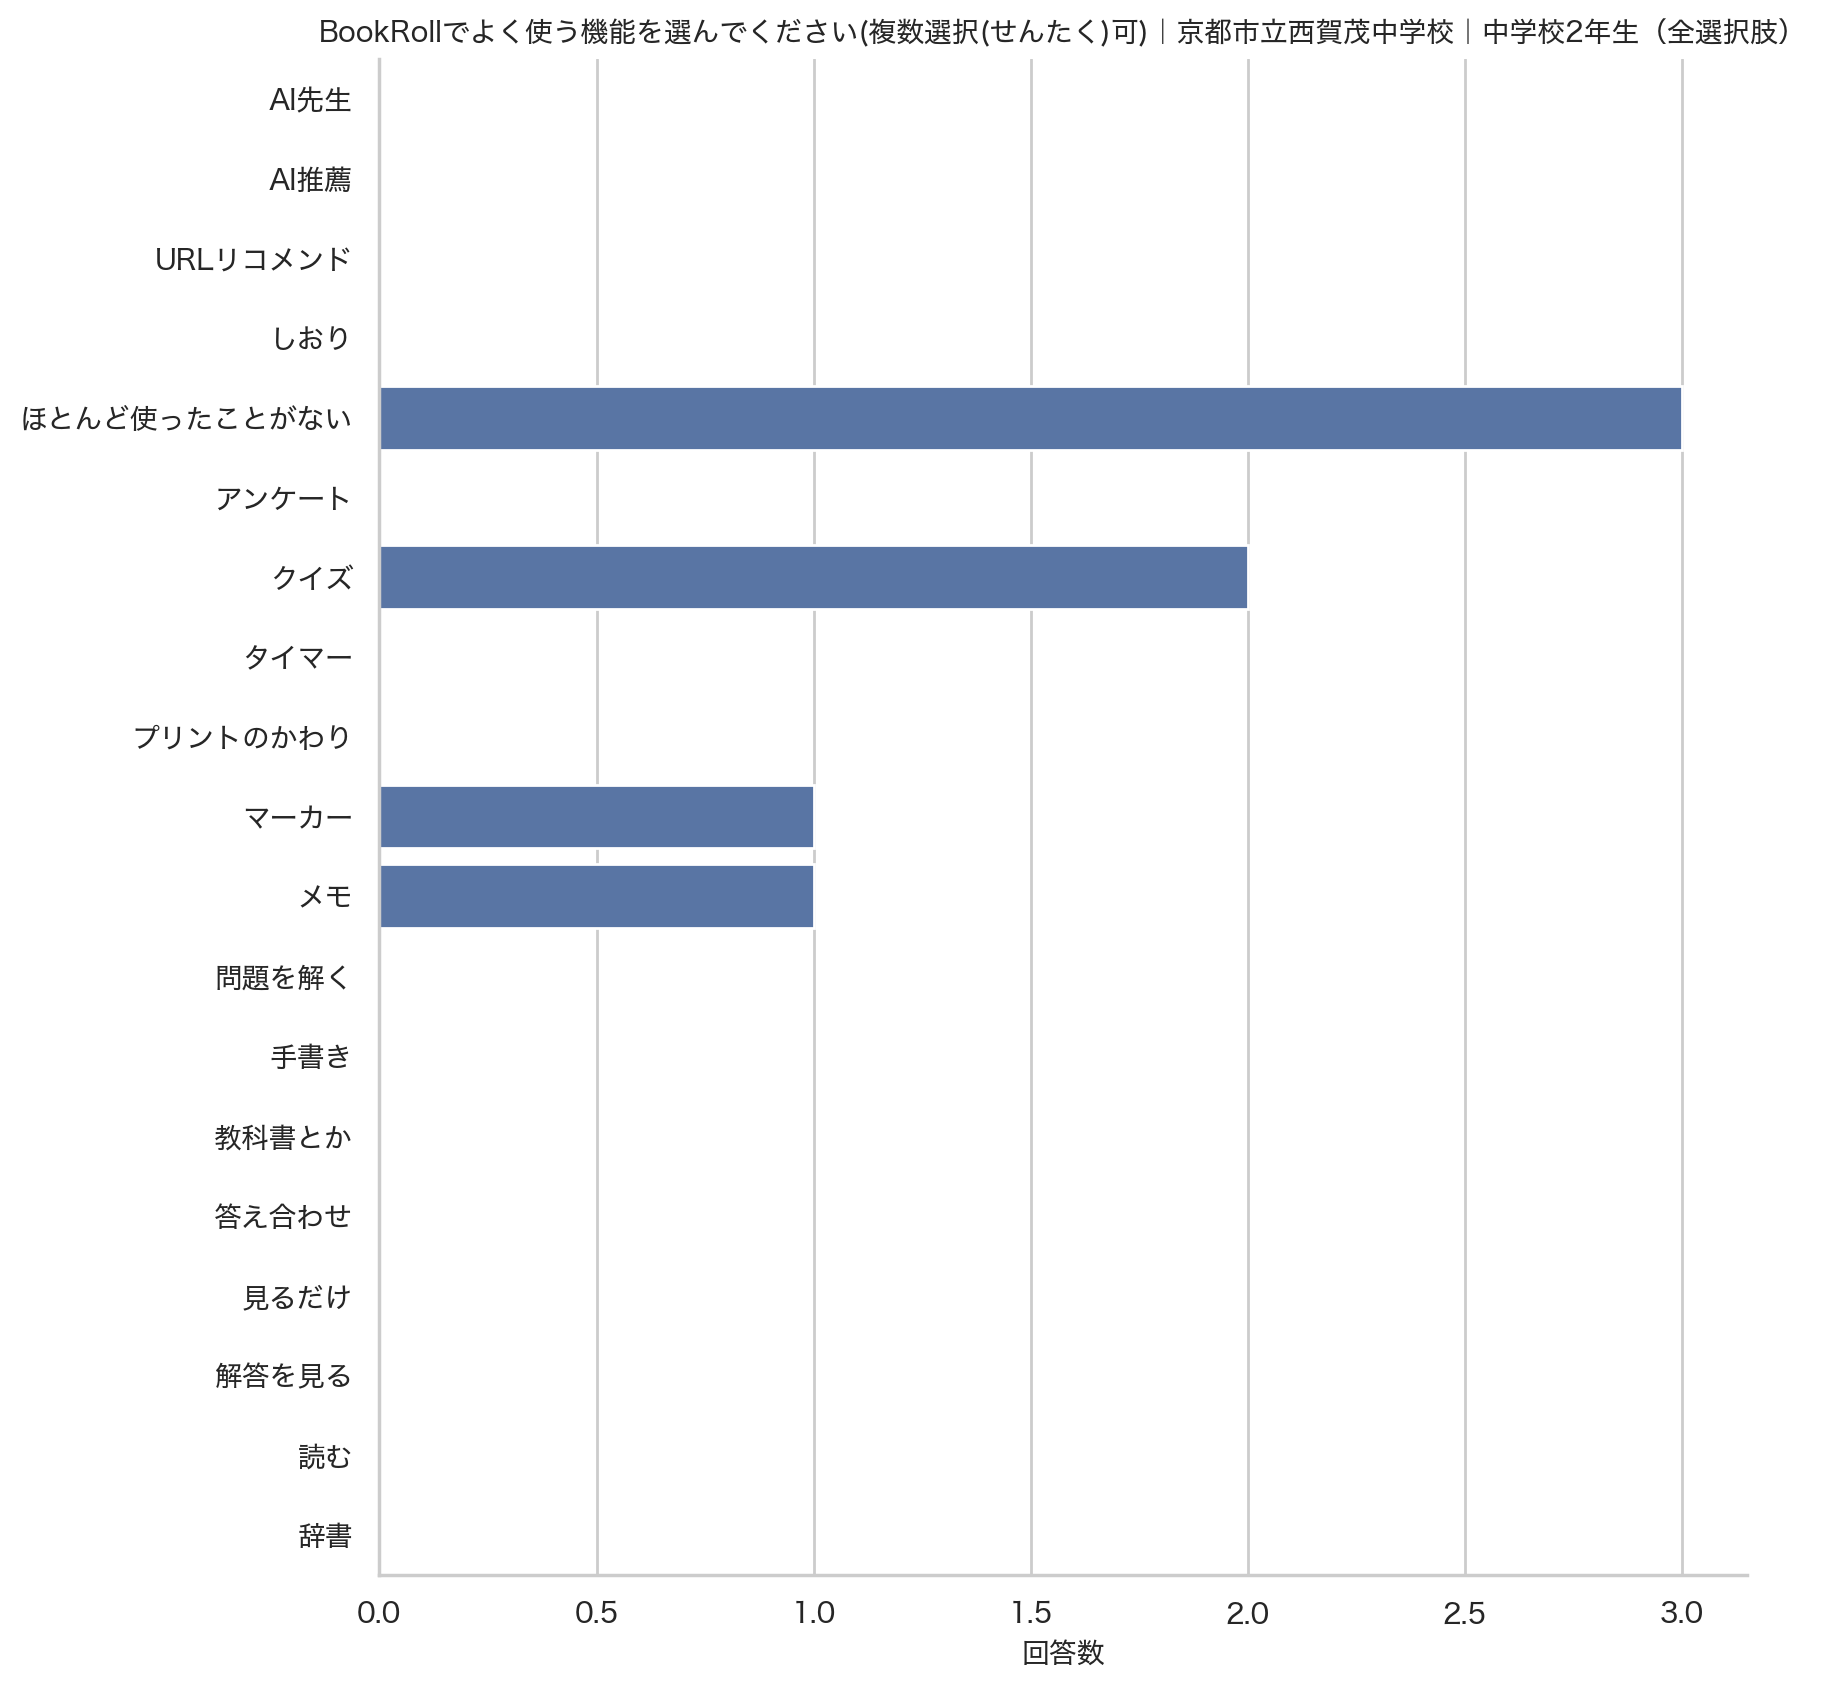 BookRollでよく使う機能を選んでください(複数選択(せんたく)可)｜京都市立西賀茂中学校｜中学校2年生（全選択肢）
AI先生
AI推薦
URLリコメンド
しおり
ほとんど使ったことがない
アンケート
クイズ
タイマー
プリントのかわり
マーカー
メモ
問題を解く
手書き
教科書とか
答え合わせ
見るだけ
解答を見る
読む
辞書
0.0 0.5 1.0 1.5 2.0 2.5 3.0
回答数